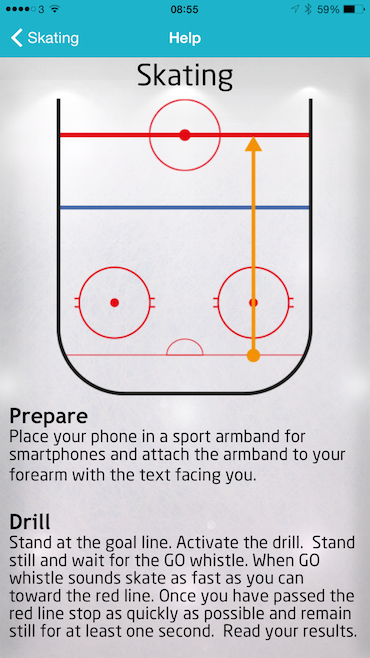 3 08:55 59%
Skating Help
Skating
Prepare
Place your phone in a sport armband for
smartphones and attach the armband to your
forearm with the text facing you.
Drill
Stand at the goal line. Activate the drill.  Stand
still and wait for the GO whistle. When GO
whistle sounds skate as fast as you can
toward the red line. Once you have passed the
red line stop as quickly as possible and remain
still for at least one second.  Read your results.